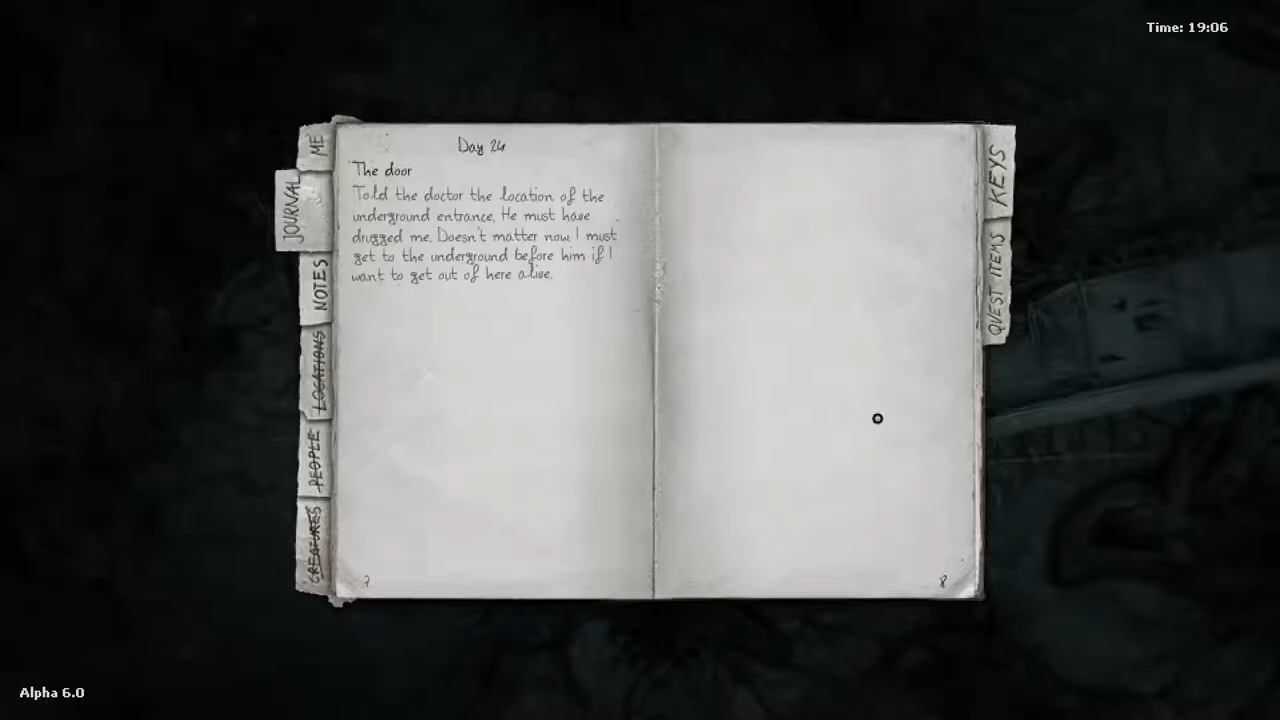 Time: 19:06
Day 24
The door
Told the doctor the location of the
underground entrance. He must have
drugged me. Doesn't matter now. I must
get to the underground before him if I
want to get out of here alive.
7
8
ME
JOURNAL
NOTES
LOCATIONS
PEOPLE
CREATURES
KEYS
QUEST ITEMS
Alpha 6.0